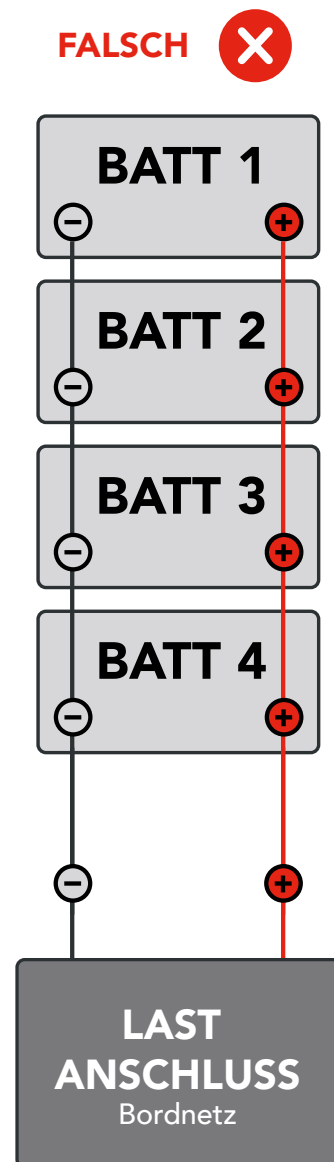 FALSCH
BATT 1
− +
BATT 2
− +
BATT 3
− +
BATT 4
− +
− +
LAST
ANSCHLUSS
Bordnetz